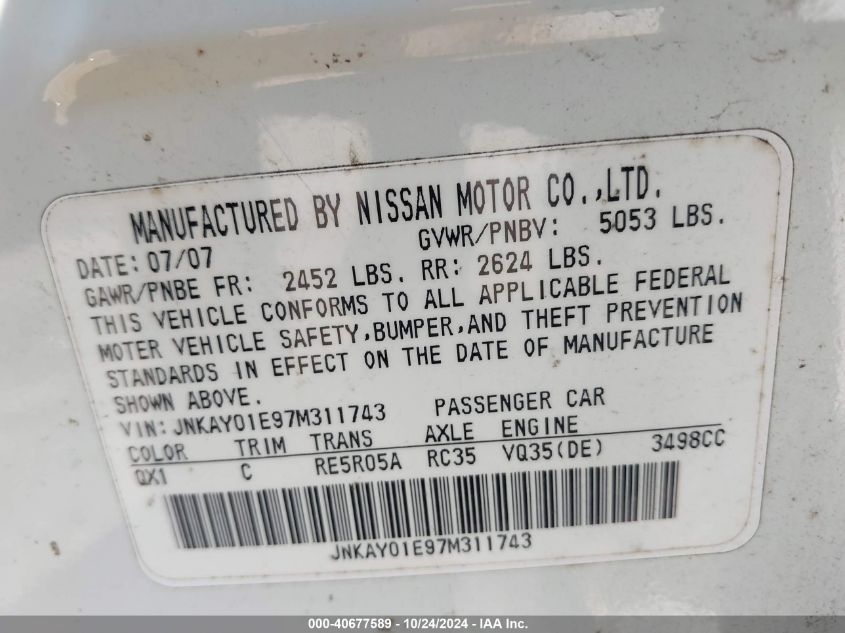 MANUFACTURED BY NISSAN MOTOR CO.,LTD.
DATE: 07/07 GVWR/PNBV: 5053 LBS.
GAWR/PNBE FR: 2452 LBS. RR: 2624 LBS.
THIS VEHICLE CONFORMS TO ALL APPLICABLE FEDERAL
MOTER VEHICLE SAFETY,BUMPER,AND THEFT PREVENTION
STANDARDS IN EFFECT ON THE DATE OF MANUFACTURE
SHOWN ABOVE.
VIN: JNKAY01E97M311743 PASSENGER CAR
COLOR TRIM TRANS AXLE ENGINE
QX1 C RE5R05A RC35 VQ35(DE) 3498CC
JNKAY01E97M311743
000-40677589 - 10/24/2024 - IAA Inc.